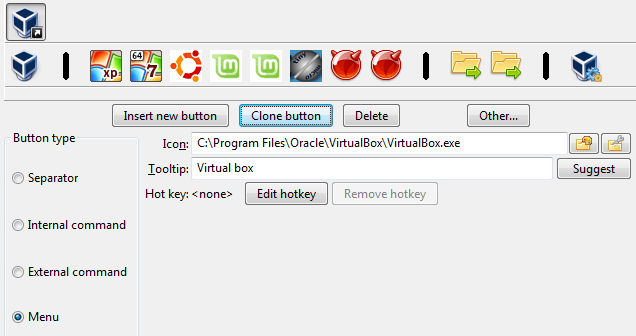 xp 64 7 tiny
Insert new button Clone button Delete Other...
Button type
Icon: C:\Program Files\Oracle\VirtualBox\VirtualBox.exe
Tooltip: Virtual box Suggest
Separator
Hot key: <none> Edit hotkey Remove hotkey
Internal command
External command
Menu